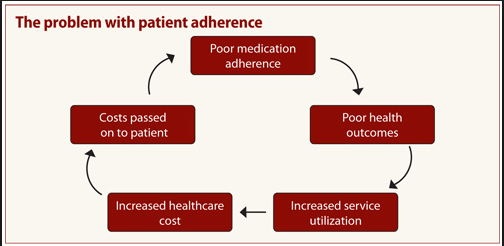 The problem with patient adherence
Poor medication
adherence
Poor health
outcomes
Increased service
utilization
Increased healthcare
cost
Costs passed
on to patient